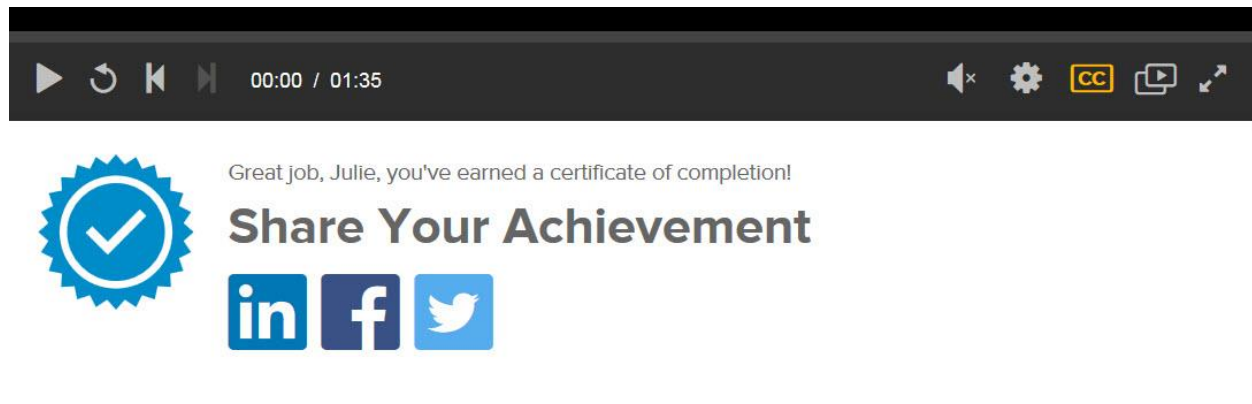 00:00 / 01:35
CC
Great job, Julie, you've earned a certificate of completion!
Share Your Achievement
in f